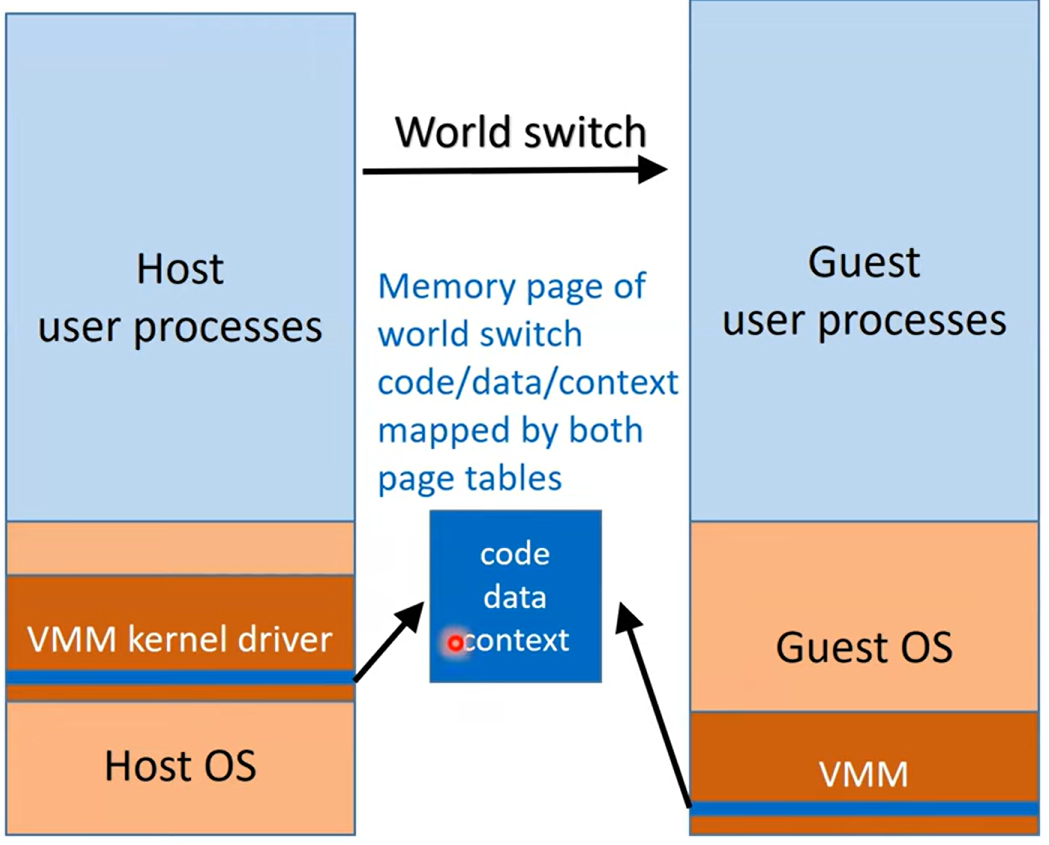 World switch
Host
user processes
Memory page of
world switch
code/data/context
mapped by both
page tables
Guest
user processes
code
data
context
VMM kernel driver
Host OS
Guest OS
VMM